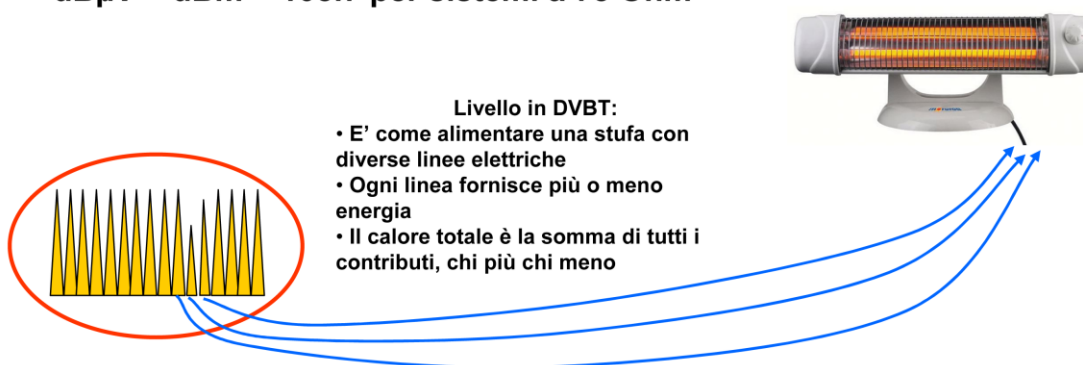 Livello in DVBT:
• E' come alimentare una stufa con
diverse linee elettriche
• Ogni linea fornisce più o meno
energia
• Il calore totale è la somma di tutti i
contributi, chi più chi meno